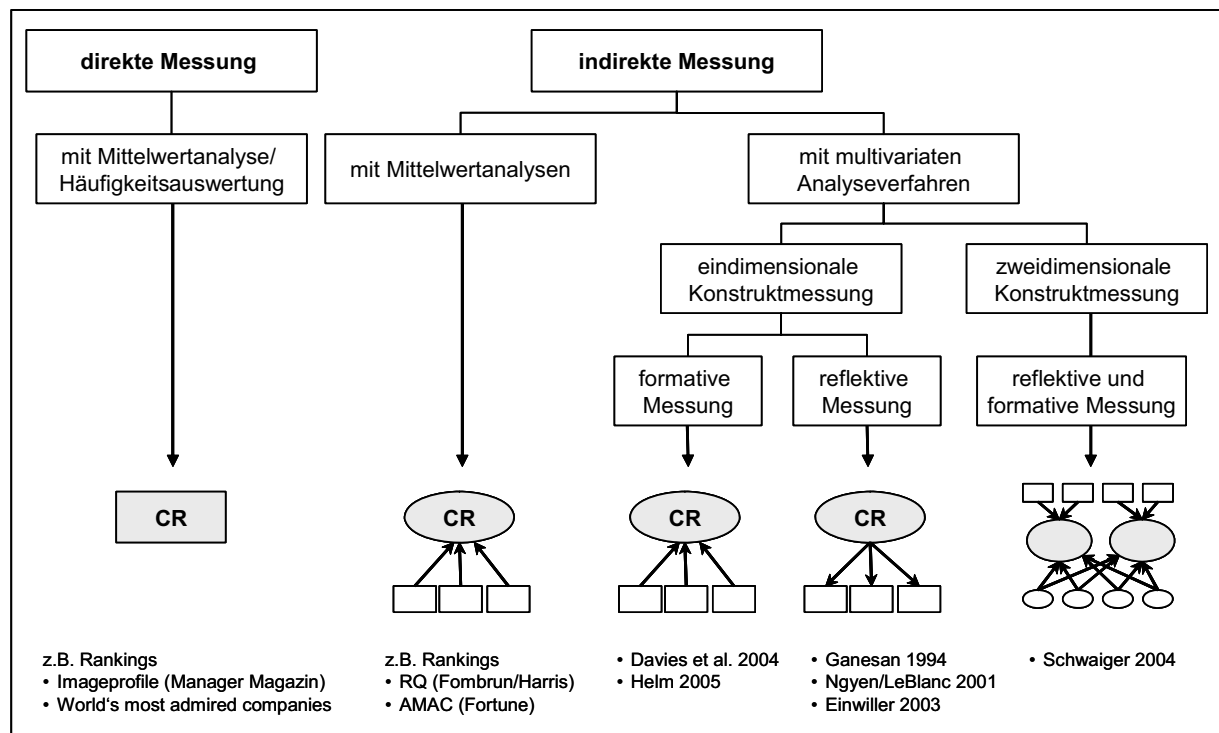 direkte Messung
indirekte Messung
mit Mittelwertanalyse/
Häufigkeitsauswertung
mit Mittelwertanalysen
mit multivariaten
Analyseverfahren
eindimensionale
Konstruktmessung
zweidimensionale
Konstruktmessung
formative
Messung
reflektive
Messung
reflektive und
formative Messung
CR
CR
CR
CR
z.B. Rankings
• Imageprofile (Manager Magazin)
• World‘s most admired companies
z.B. Rankings
• RQ (Fombrun/Harris)
• AMAC (Fortune)
• Davies et al. 2004
• Helm 2005
• Ganesan 1994
• Ngyen/LeBlanc 2001
• Einwiller 2003
• Schwaiger 2004